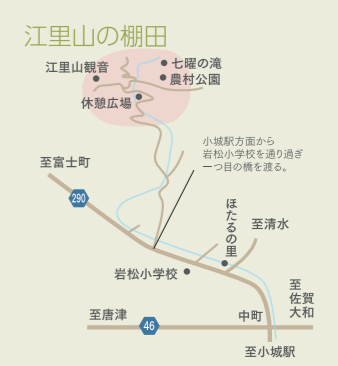 江里山の棚田
江里山観音
七曜の滝
農村公園
休憩広場
小城駅方面から
岩松小学校を通り過ぎ
一つ目の橋を渡る。
至富士町
290
ほたるの里
至清水
岩松小学校
至佐賀大和
至唐津
46
中町
至小城駅